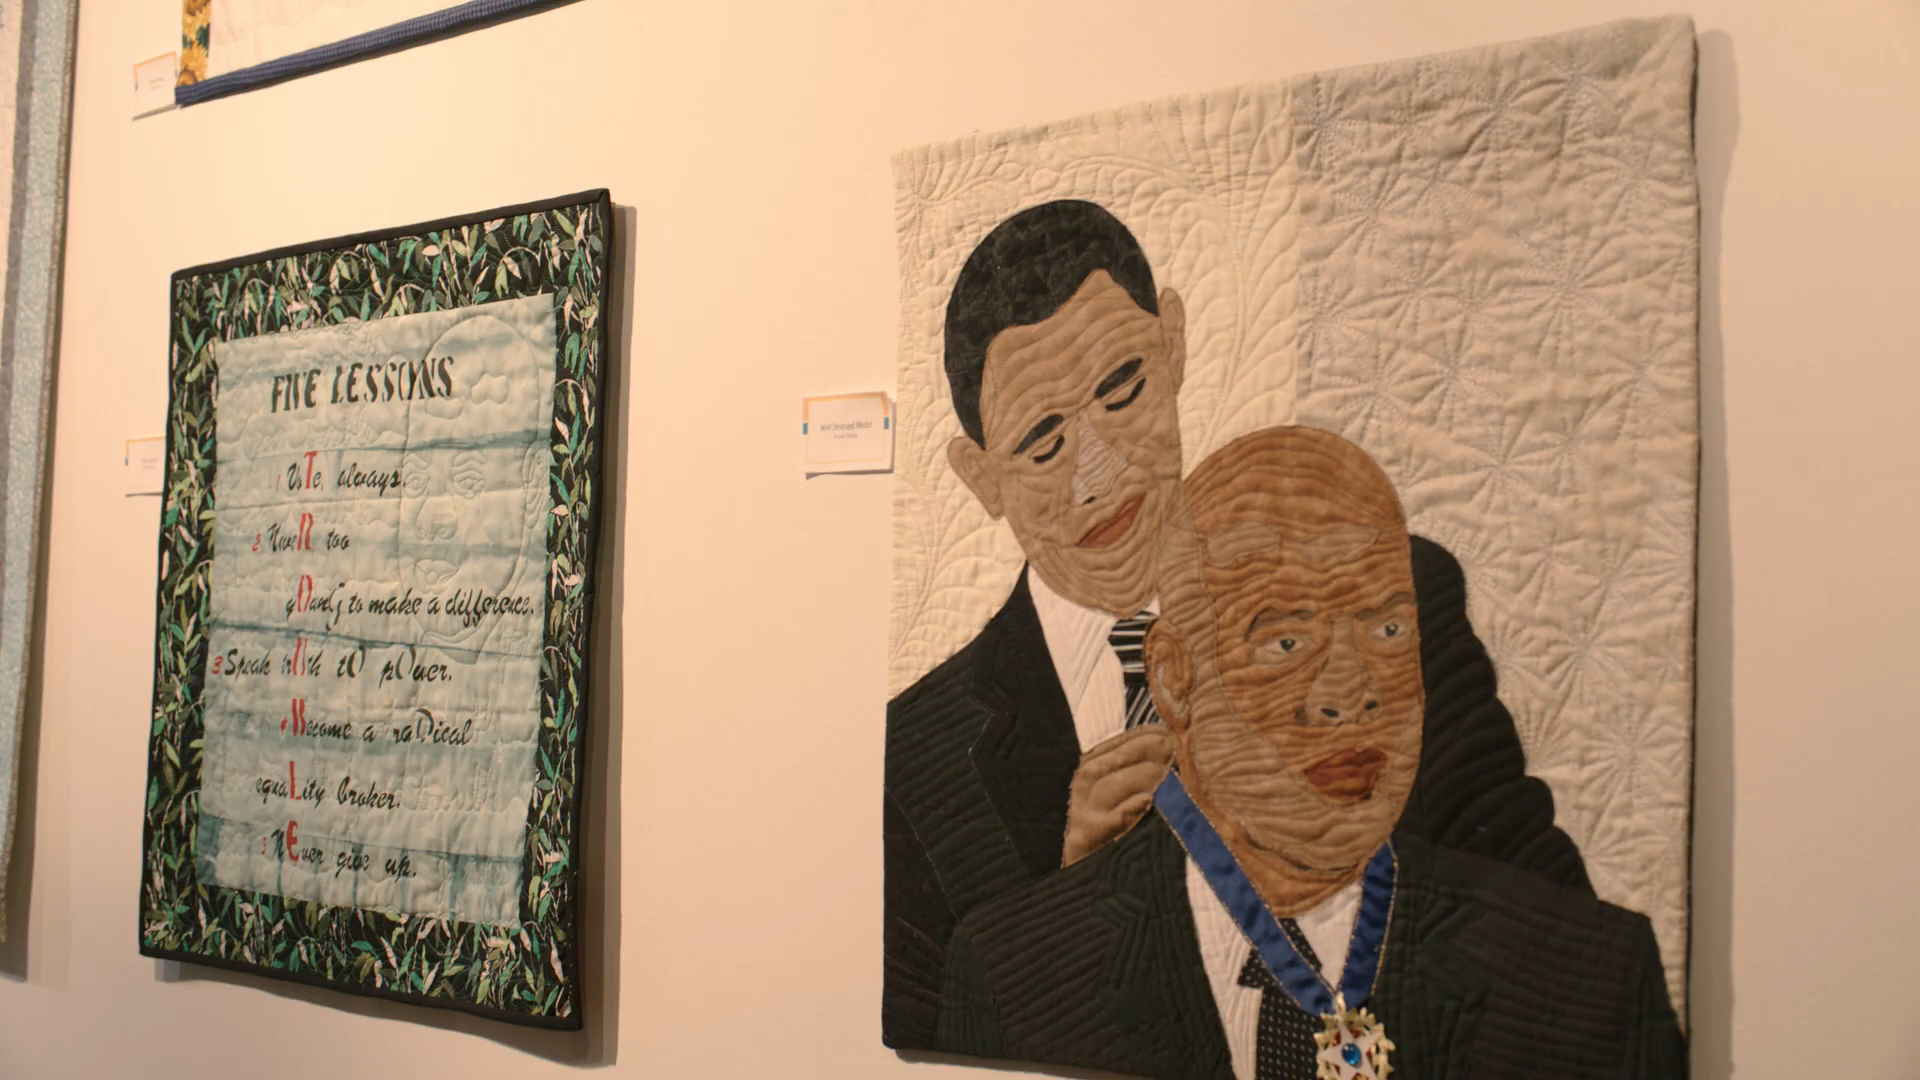 FIVE LESSONS
1 VoTe, always.
2 NeveR too
yOunG to make a difference.
3 Speak trUth tO pOwer.
4 Become a raDical
equaLity broker.
5 NEver give up.
Well Deserved Medal